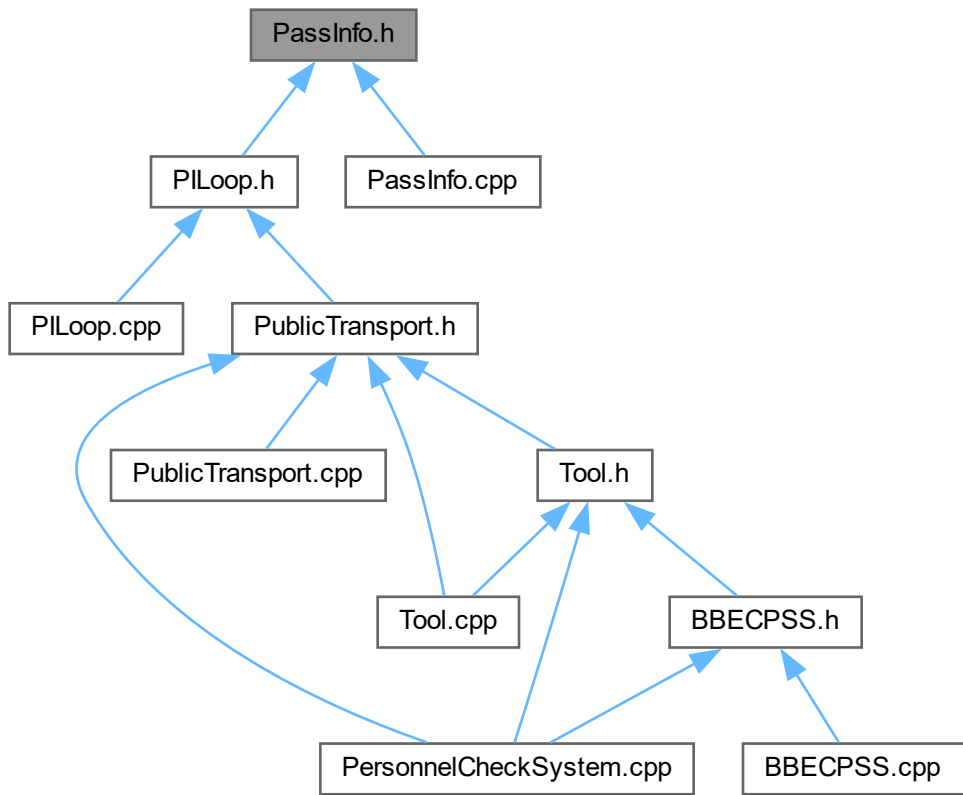 PassInfo.h
PILoop.h
PassInfo.cpp
PILoop.cpp
PublicTransport.h
PublicTransport.cpp
Tool.h
Tool.cpp
BBECPSS.h
PersonnelCheckSystem.cpp
BBECPSS.cpp